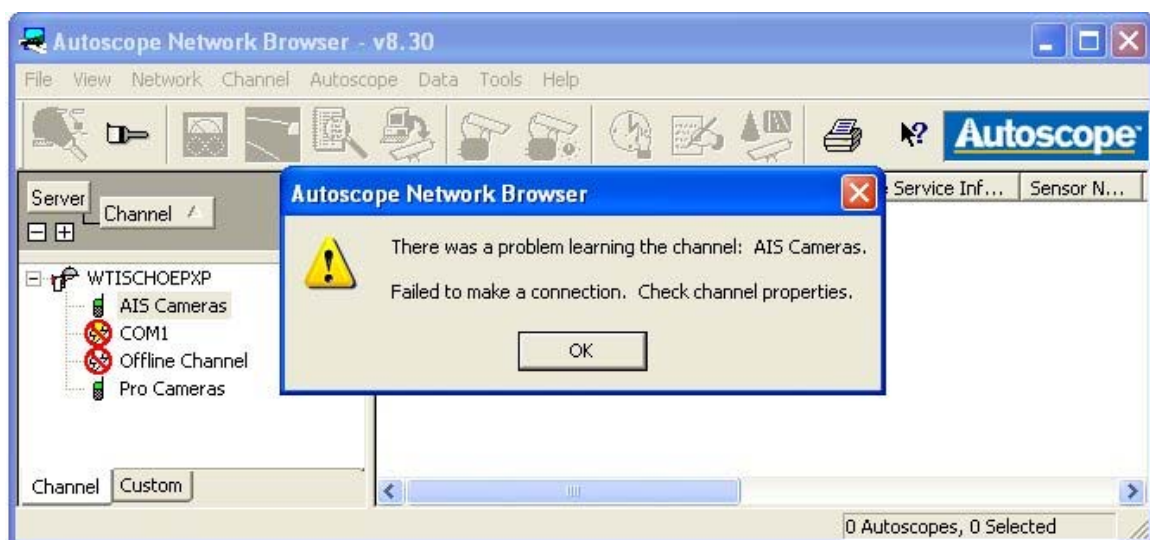 Autoscope Network Browser - v8.30
File View Network Channel Autoscope Data Tools Help
Autoscope
Server
Channel
Service Inf... Sensor N...
Autoscope Network Browser
There was a problem learning the channel: AIS Cameras.
Failed to make a connection. Check channel properties.
OK
WTISCHOEPXP
AIS Cameras
COM1
Offline Channel
Pro Cameras
Channel Custom
0 Autoscopes, 0 Selected